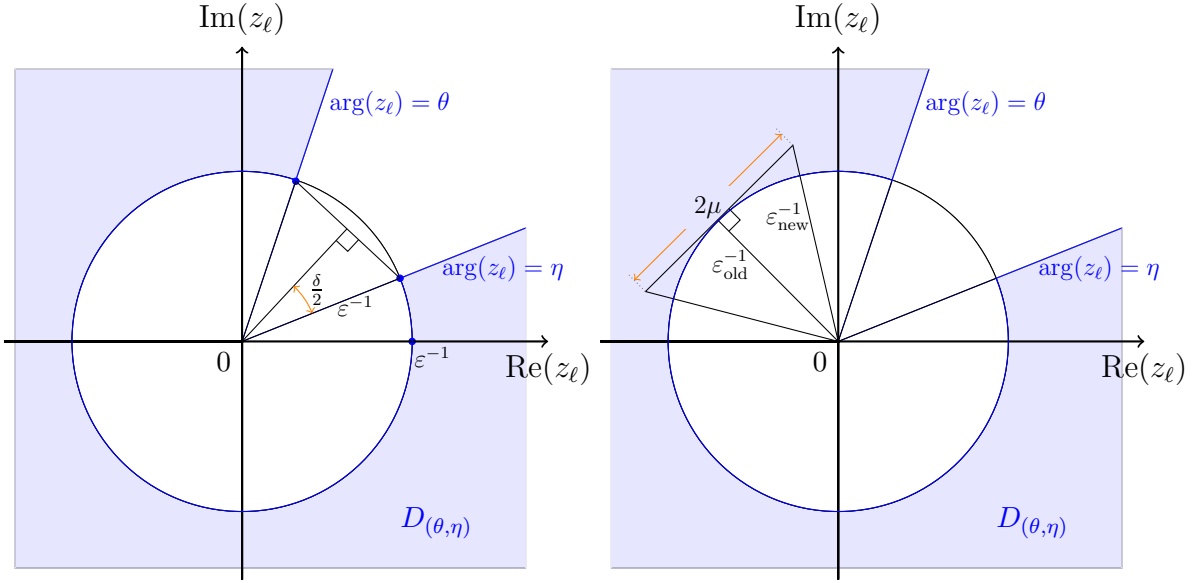 Im(z_ℓ)
arg(z_ℓ) = θ
δ/2
ε⁻¹
arg(z_ℓ) = η
ε⁻¹
0
Re(z_ℓ)
D_(θ,η)
Im(z_ℓ)
arg(z_ℓ) = θ
2μ
ε_new⁻¹
ε_old⁻¹
arg(z_ℓ) = η
0
Re(z_ℓ)
D_(θ,η)